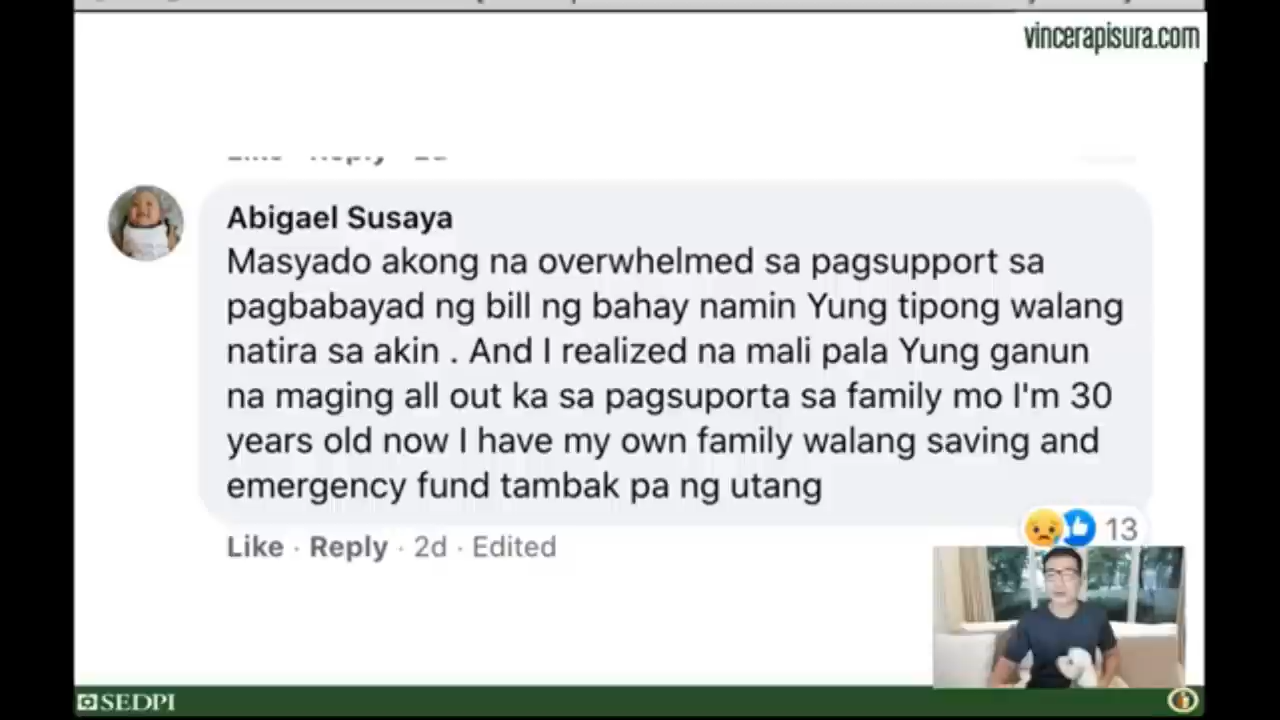 vincerapisura.com
Like Reply 2d
Abigael Susaya
Masyado akong na overwhelmed sa pagsupport sa
pagbabayad ng bill ng bahay namin Yung tipong walang
natira sa akin . And I realized na mali pala Yung ganun
na maging all out ka sa pagsuporta sa family mo I'm 30
years old now I have my own family walang saving and
emergency fund tambak pa ng utang
13
Like · Reply · 2d · Edited
SEDPI